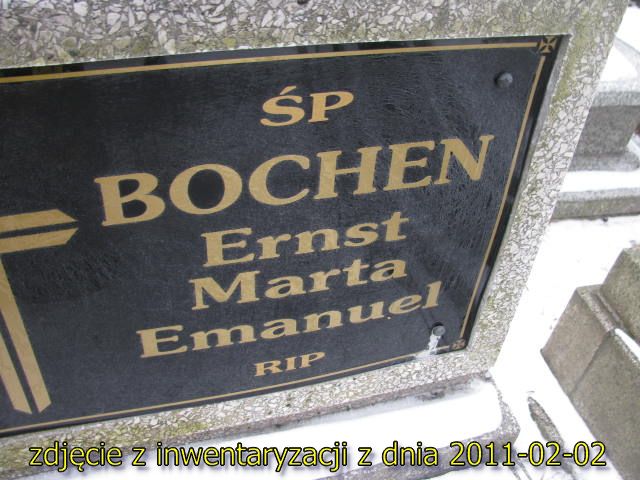 ŚP
BOCHEN
Ernst
Marta
Emanuel
RIP
zdjęcie z inwentaryzacji z dnia 2011-02-02